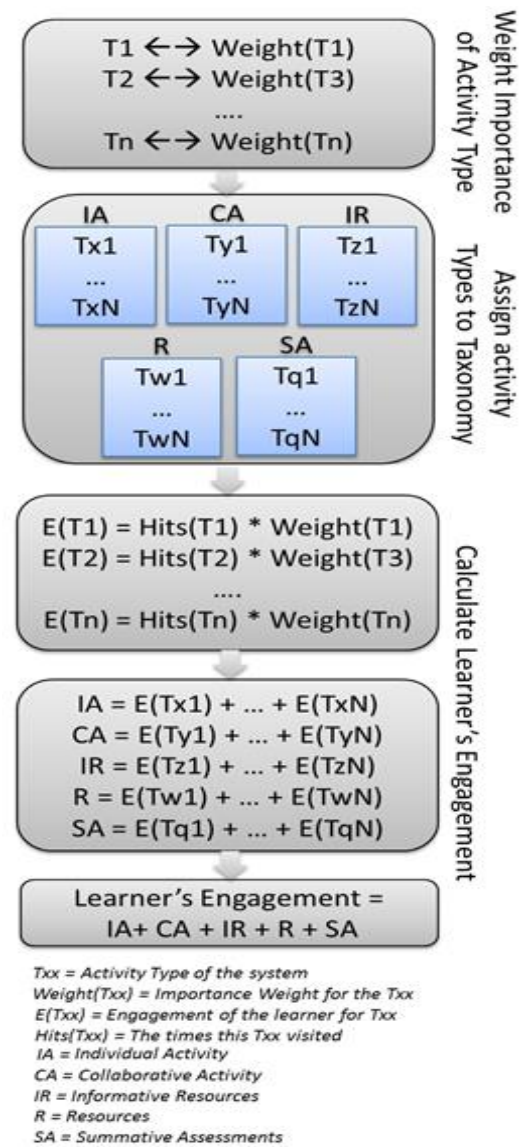 T1 ←→ Weight(T1)
T2 ←→ Weight(T3)
....
Tn ←→ Weight(Tn)
Weight Importance
of Activity Type
IA
Tx1
...
TxN
CA
Ty1
...
TyN
IR
Tz1
...
TzN
R
Tw1
...
TwN
SA
Tq1
...
TqN
Assign activity
Types to Taxonomy
E(T1) = Hits(T1) * Weight(T1)
E(T2) = Hits(T2) * Weight(T3)
....
E(Tn) = Hits(Tn) * Weight(Tn)
IA = E(Tx1) + ... + E(TxN)
CA = E(Ty1) + ... + E(TyN)
IR = E(Tz1) + ... + E(TzN)
R = E(Tw1) + ... + E(TwN)
SA = E(Tq1) + ... + E(TqN)
Learner's Engagement =
IA+ CA + IR + R + SA
Calculate Learner's Engagement
Txx = Activity Type of the system
Weight(Txx) = Importance Weight for the Txx
E(Txx) = Engagement of the learner for Txx
Hits(Txx) = The times this Txx visited
IA = Individual Activity
CA = Collaborative Activity
IR = Informative Resources
R = Resources
SA = Summative Assessments